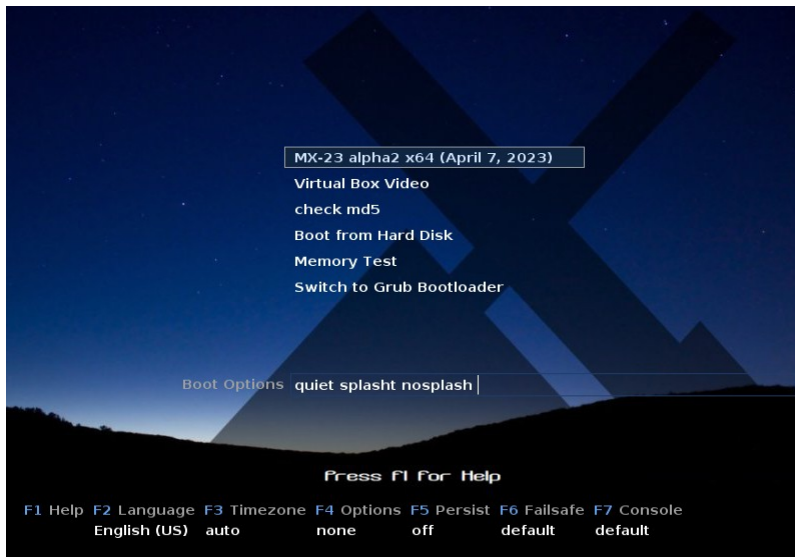 MX-23 alpha2 x64 (April 7, 2023)
Virtual Box Video
check md5
Boot from Hard Disk
Memory Test
Switch to Grub Bootloader
Boot Options quiet splasht nosplash
Press F1 for Help
F1 Help F2 Language F3 Timezone F4 Options F5 Persist F6 Failsafe F7 Console
English (US) auto none off default default